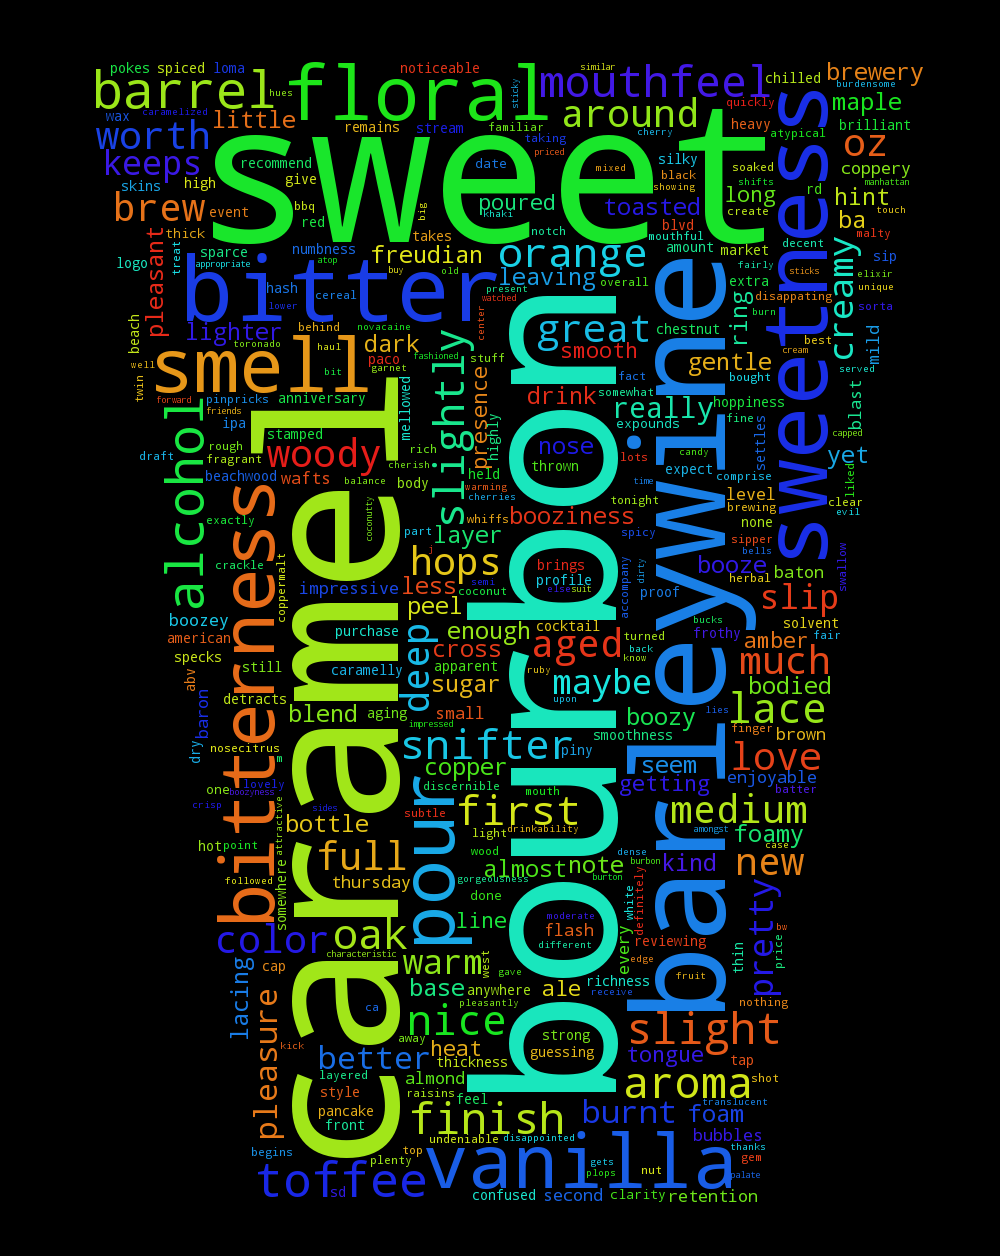 pokes spiced loma noticeable similar
barrel hues floral sticky mouthfeel chilled brewery
caramelized burdensome
wax little around quickly maple
worth remains stream familiar taking cherry heavy atypical brilliant
keeps sweet recommend date priced mixed silky soaked oz
skins high give khaki black showing shifts rd coppery manhattan
brew event bbq red big poured toasted long create hint touch
thick numbness takes notch mouthful blvd ba malty
pleasant treat sparce atop freudian orange amount market decent sip
logo appropriate buy old leaving overall fairly sticks elixir
hash cereal present extra disappating unique
bitter lower watched burn sorta
beach lighter behind novacaine center great chestnut ring creamy
toronado haul dark fashioned smooth best mild
well smell bit paco garnet stuff gentle cream served
twin forward pinpricks anniversary mellowed presence drink fact somewhat bought sweetness
friends really hoppiness blast capped
ipa stamped slightly highly expounds fine
draft rough fragrant woody cherish rich nose lots candy settles yet
beachwood wafts balance body held thrown expect comprise liked
alcohol warming cherries time level clear evil
exactly coconutty whiffs tonight brewing
crackle part layer booziness spicy none sipper
coppermalt j hops brings dirty bells swallow
bitterness impressive less semi coconut profile else suit accompany booze herbal baton
boozey caramel peel cocktail proof bucks slip
american purchase deep enough aged turned frothy solvent fair
specks cross back know amber much
abv still caramelly apparent ruby
baron detracts sugar maybe upon bodied
blend aging small boozy lies lace
dry nosecitrus impressed snifter piny smoothness finger brown
m copper seem love
lovely discernible mouth getting enjoyable
one boozyness pour batter
crisp sides subtle first medium
hot point attractive bottle light drinkability amongst foamy
wood dense case
full almost note burbon kind new
followed thursday gorgeousness burton
somewhere done white definitely pretty
color oak line moderate flash bw
characteristic different every reviewing thin price
lacing cap warm west gave edge
base anywhere ale richness fruit
pleasure ca pleasantly receive nothing
nice bourbon barleywine slight
kick away strong
better heat guessing tongue tap
layered thickness
style almond aroma shot
pancake raisins feel translucent
front finish burnt foam
undeniable disappointed bubbles
begins top thanks
plenty gets gem
toffee sd vanilla plops nut palate
confused second clarity retention